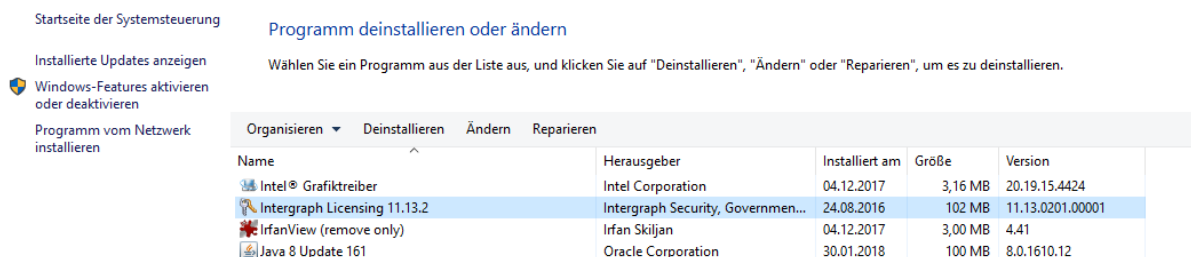 Startseite der Systemsteuerung
Installierte Updates anzeigen
Windows-Features aktivieren
oder deaktivieren
Programm vom Netzwerk
installieren
Programm deinstallieren oder ändern
Wählen Sie ein Programm aus der Liste aus, und klicken Sie auf "Deinstallieren", "Ändern" oder "Reparieren", um es zu deinstallieren.
Organisieren Deinstallieren Ändern Reparieren
Name Herausgeber Installiert am Größe Version
Intel® Grafiktreiber Intel Corporation 04.12.2017 3,16 MB 20.19.15.4424
Intergraph Licensing 11.13.2 Intergraph Security, Governmen... 24.08.2016 102 MB 11.13.0201.00001
IrfanView (remove only) Irfan Skiljan 04.12.2017 3,00 MB 4.41
Java 8 Update 161 Oracle Corporation 30.01.2018 100 MB 8.0.1610.12